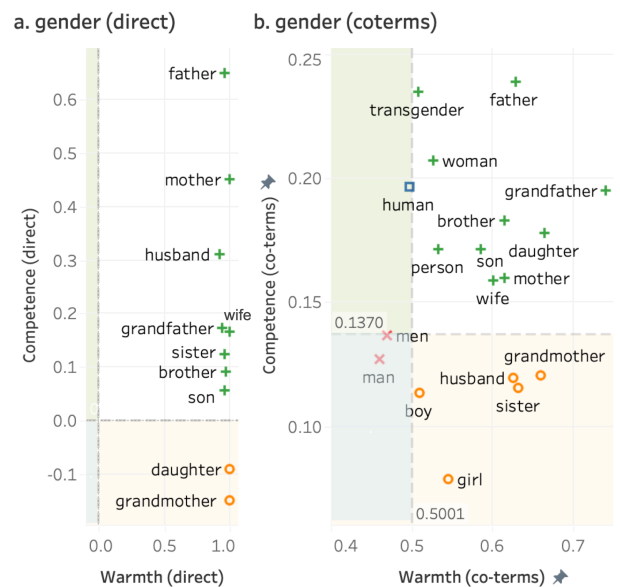 a. gender (direct)
b. gender (coterms)
Competence (direct)
0.6
0.5
0.4
0.3
0.2
0.1
0.0
-0.1
father
mother
husband
wife
grandfather
sister
brother
son
0
daughter
grandmother
0.0
0.5
1.0
Warmth (direct)
Competence (co-terms)
0.25
0.20
0.15
0.10
father
transgender
woman
human
grandfather
brother
daughter
person
son
mother
wife
0.1370
men
man
grandmother
husband
sister
boy
girl
0.5001
0.4
0.5
0.6
0.7
Warmth (co-terms)